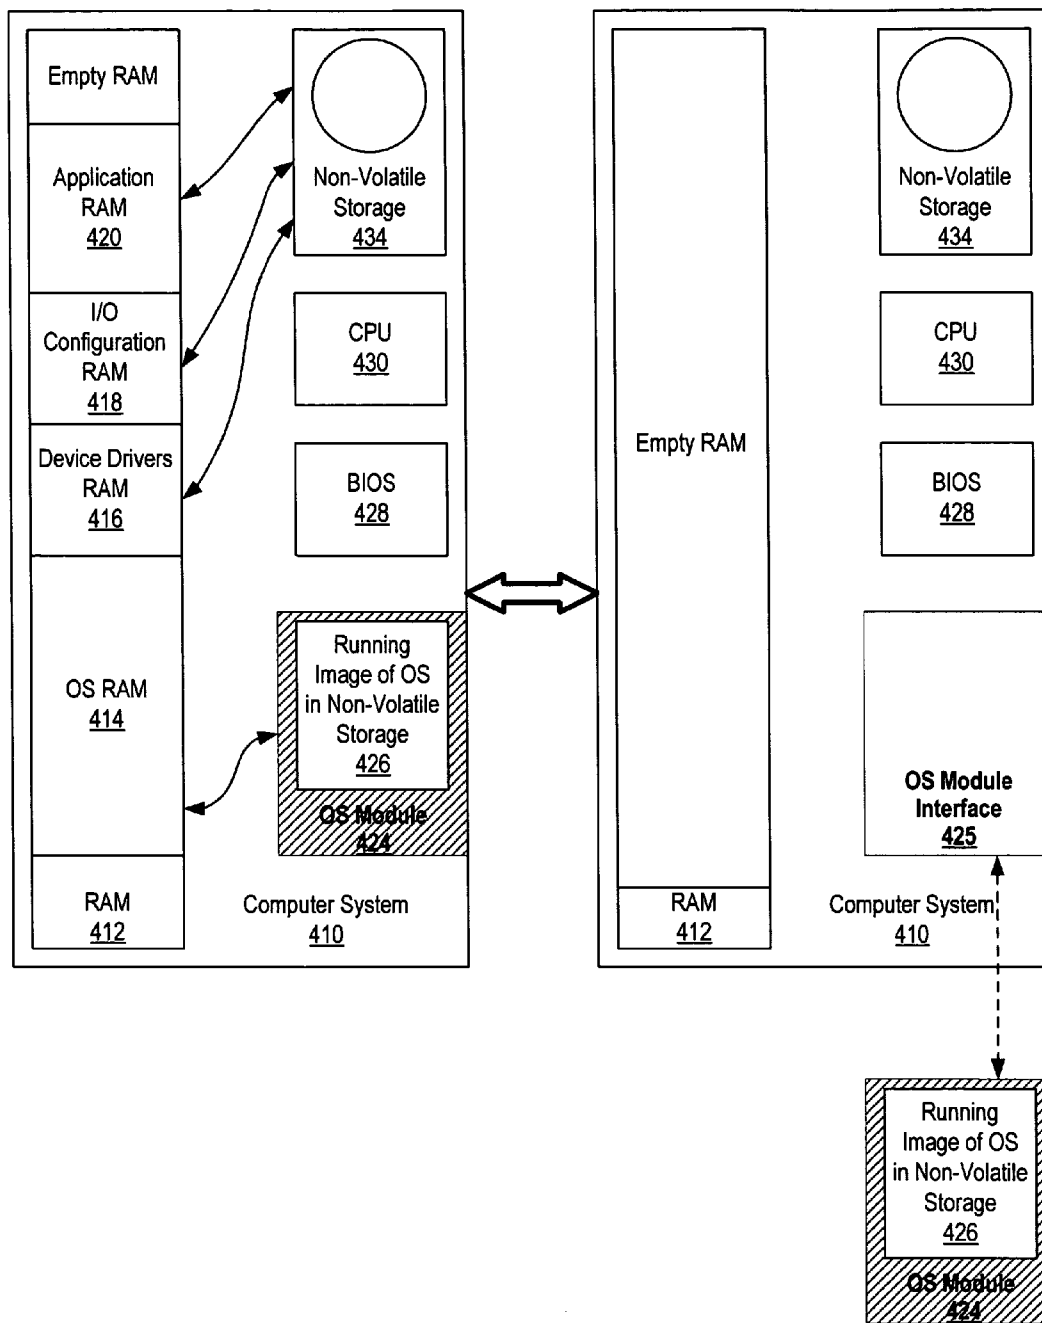 Empty RAM
Application
RAM
420
I/O
Configuration
RAM
418
Device Drivers
RAM
416
OS RAM
414
RAM
412
Non-Volatile
Storage
434
CPU
430
BIOS
428
Running
Image of OS
in Non-Volatile
Storage
426
OS Module
424
Computer System
410
Empty RAM
RAM
412
Non-Volatile
Storage
434
CPU
430
BIOS
428
OS Module
Interface
425
Computer System
410
Running
Image of OS
in Non-Volatile
Storage
426
OS Module
424